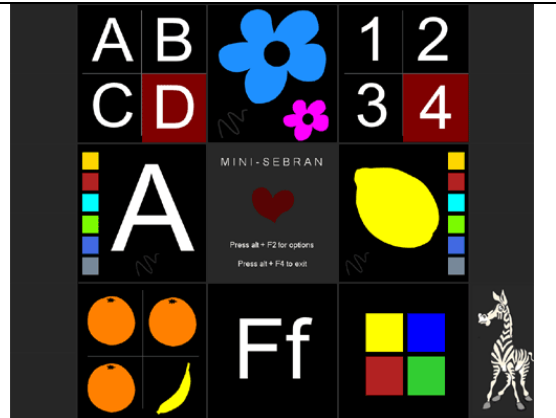 A B
1 2
C D
3 4
A
MINI-SEBRAN
Press alt + F2 for options
Press alt + F4 to exit
Ff